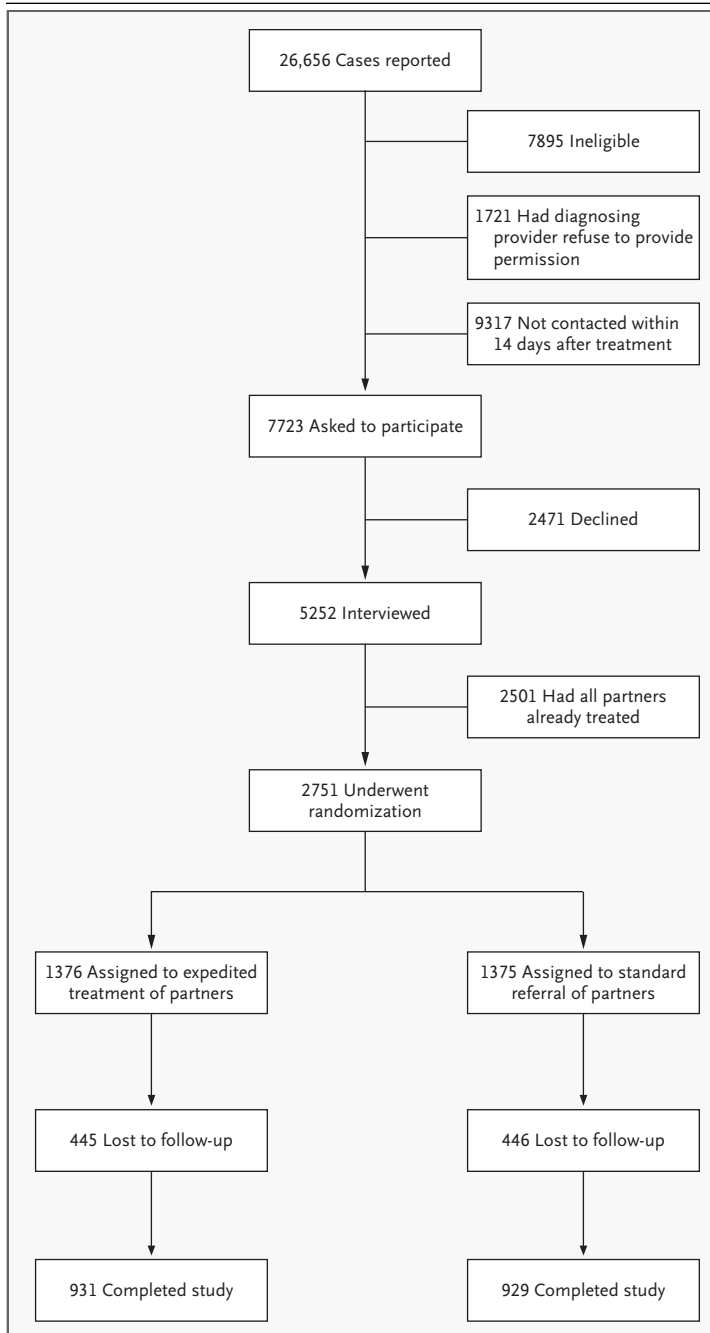 26,656 Cases reported
7895 Ineligible
1721 Had diagnosing
provider refuse to provide
permission
9317 Not contacted within
14 days after treatment
7723 Asked to participate
2471 Declined
5252 Interviewed
2501 Had all partners
already treated
2751 Underwent
randomization
1376 Assigned to expedited
treatment of partners
1375 Assigned to standard
referral of partners
445 Lost to follow-up
446 Lost to follow-up
931 Completed study
929 Completed study